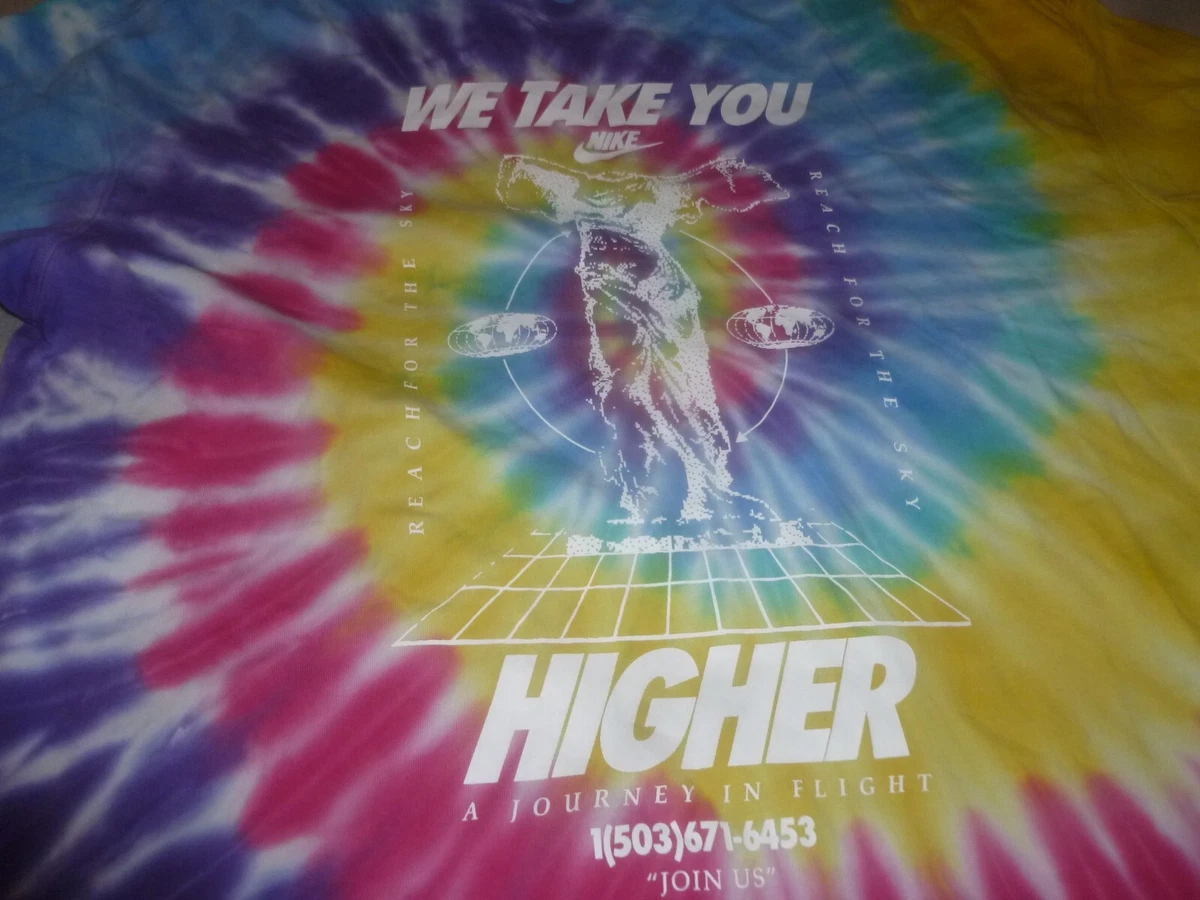 WE TAKE YOU
NIKE
REACH FOR THE SKY
REACH FOR THE SKY
HIGHER
A JOURNEY IN FLIGHT
1(503)671-6453
“JOIN US”